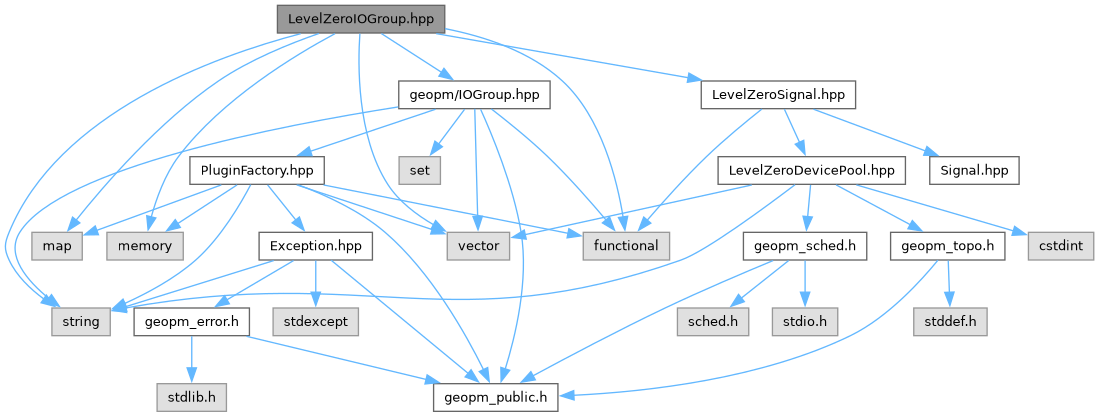 LevelZeroIOGroup.hpp
geopm/IOGroup.hpp
LevelZeroSignal.hpp
PluginFactory.hpp
set
LevelZeroDevicePool.hpp
Signal.hpp
map
memory
Exception.hpp
vector
functional
geopm_sched.h
geopm_topo.h
cstdint
string
geopm_error.h
stdexcept
sched.h
stdio.h
stddef.h
stdlib.h
geopm_public.h